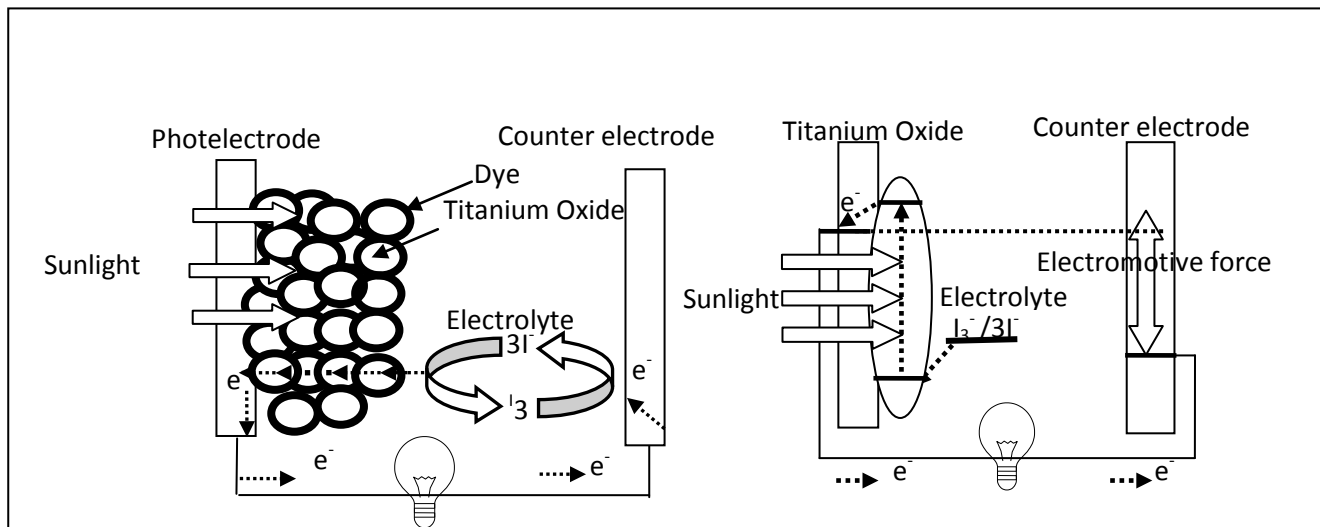 Photelectrode
Counter electrode
Dye
Titanium Oxide
Sunlight
Electrolyte
3I⁻
I3
e⁻
e⁻
e⁻
e⁻
Titanium Oxide
Counter electrode
e⁻
Electromotive force
Sunlight
Electrolyte
I₃⁻/3I⁻
e⁻
e⁻